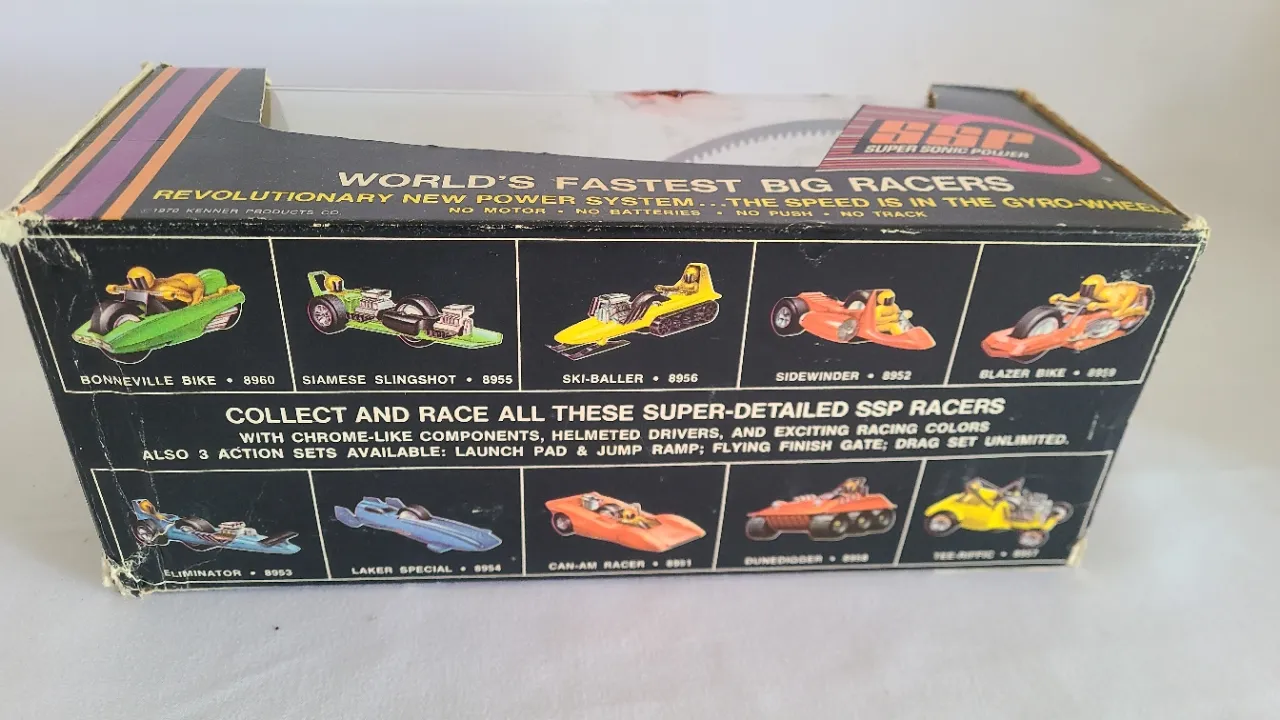 SSP
SUPER SONIC POWER
WORLD'S FASTEST BIG RACERS
REVOLUTIONARY NEW POWER SYSTEM...THE SPEED IS IN THE GYRO-WHEEL
©1970 KENNER PRODUCTS CO.
NO MOTOR • NO BATTERIES • NO PUSH • NO TRACK
BONNEVILLE BIKE • 8960
SIAMESE SLINGSHOT • 8955
SKI-BALLER • 8956
SIDEWINDER • 8952
BLAZER BIKE • 8959
COLLECT AND RACE ALL THESE SUPER-DETAILED SSP RACERS
WITH CHROME-LIKE COMPONENTS, HELMETED DRIVERS, AND EXCITING RACING COLORS
ALSO 3 ACTION SETS AVAILABLE: LAUNCH PAD & JUMP RAMP; FLYING FINISH GATE; DRAG SET UNLIMITED.
ELIMINATOR • 8953
LAKER SPECIAL • 8954
CAN-AM RACER • 8951
DUNEDIGGER • 8958
TEE-RIFFIC • 8957